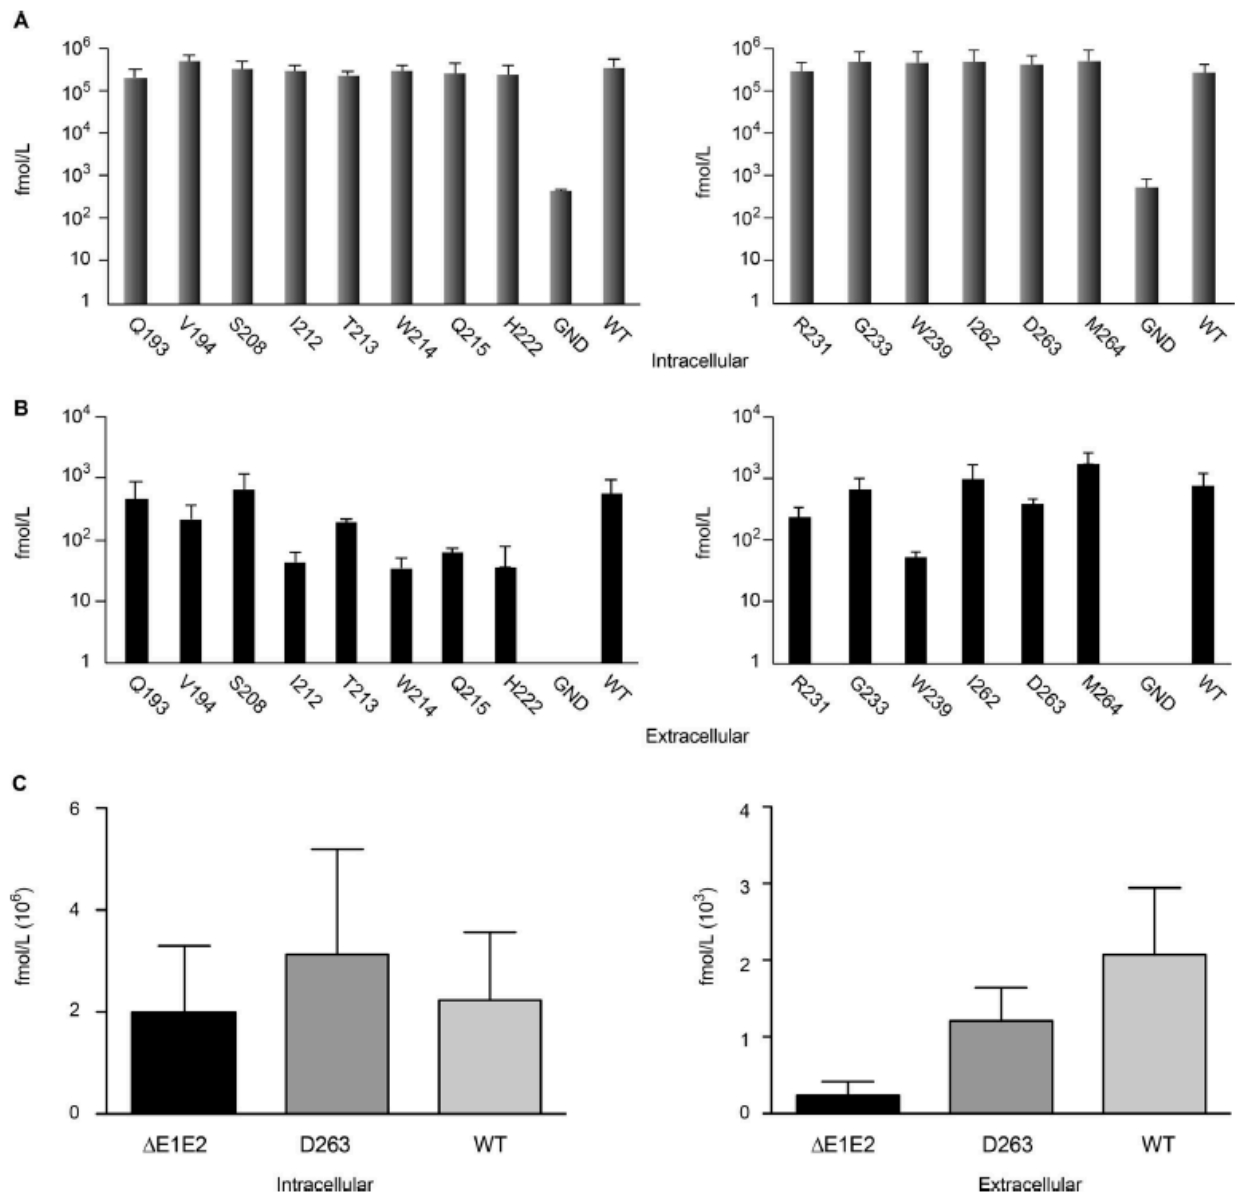 A
fmol/L
10⁶
10⁵
10⁴
10³
10²
10
1
Q193 V194 S208 I212 T213 W214 Q215 H222 GND WT
fmol/L
10⁶
10⁵
10⁴
10³
10²
10
1
R231 G233 W239 I262 D263 M264 GND WT
Intracellular
B
fmol/L
10⁴
10³
10²
10
1
Q193 V194 S208 I212 T213 W214 Q215 H222 GND WT
fmol/L
10⁴
10³
10²
10
1
R231 G233 W239 I262 D263 M264 GND WT
Extracellular
C
fmol/L (10⁶)
6
4
2
0
ΔE1E2 D263 WT
Intracellular
fmol/L (10³)
4
3
2
1
0
ΔE1E2 D263 WT
Extracellular